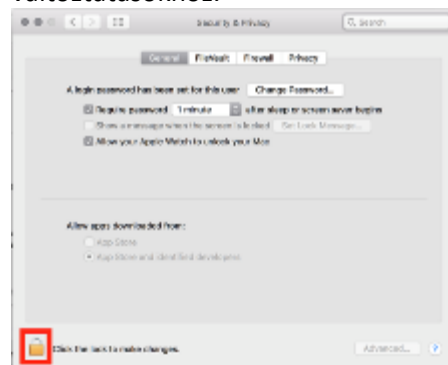 Security & Privacy
Search
General FileVault Firewall Privacy
A login password has been set for this user Change Password...
Require password 1 minute after sleep or screen saver begins
Show a message when the screen is locked Set Lock Message...
Allow your Apple Watch to unlock your Mac
Allow apps downloaded from:
App Store
App Store and identified developers
Click the lock to make changes.
Advanced...
?